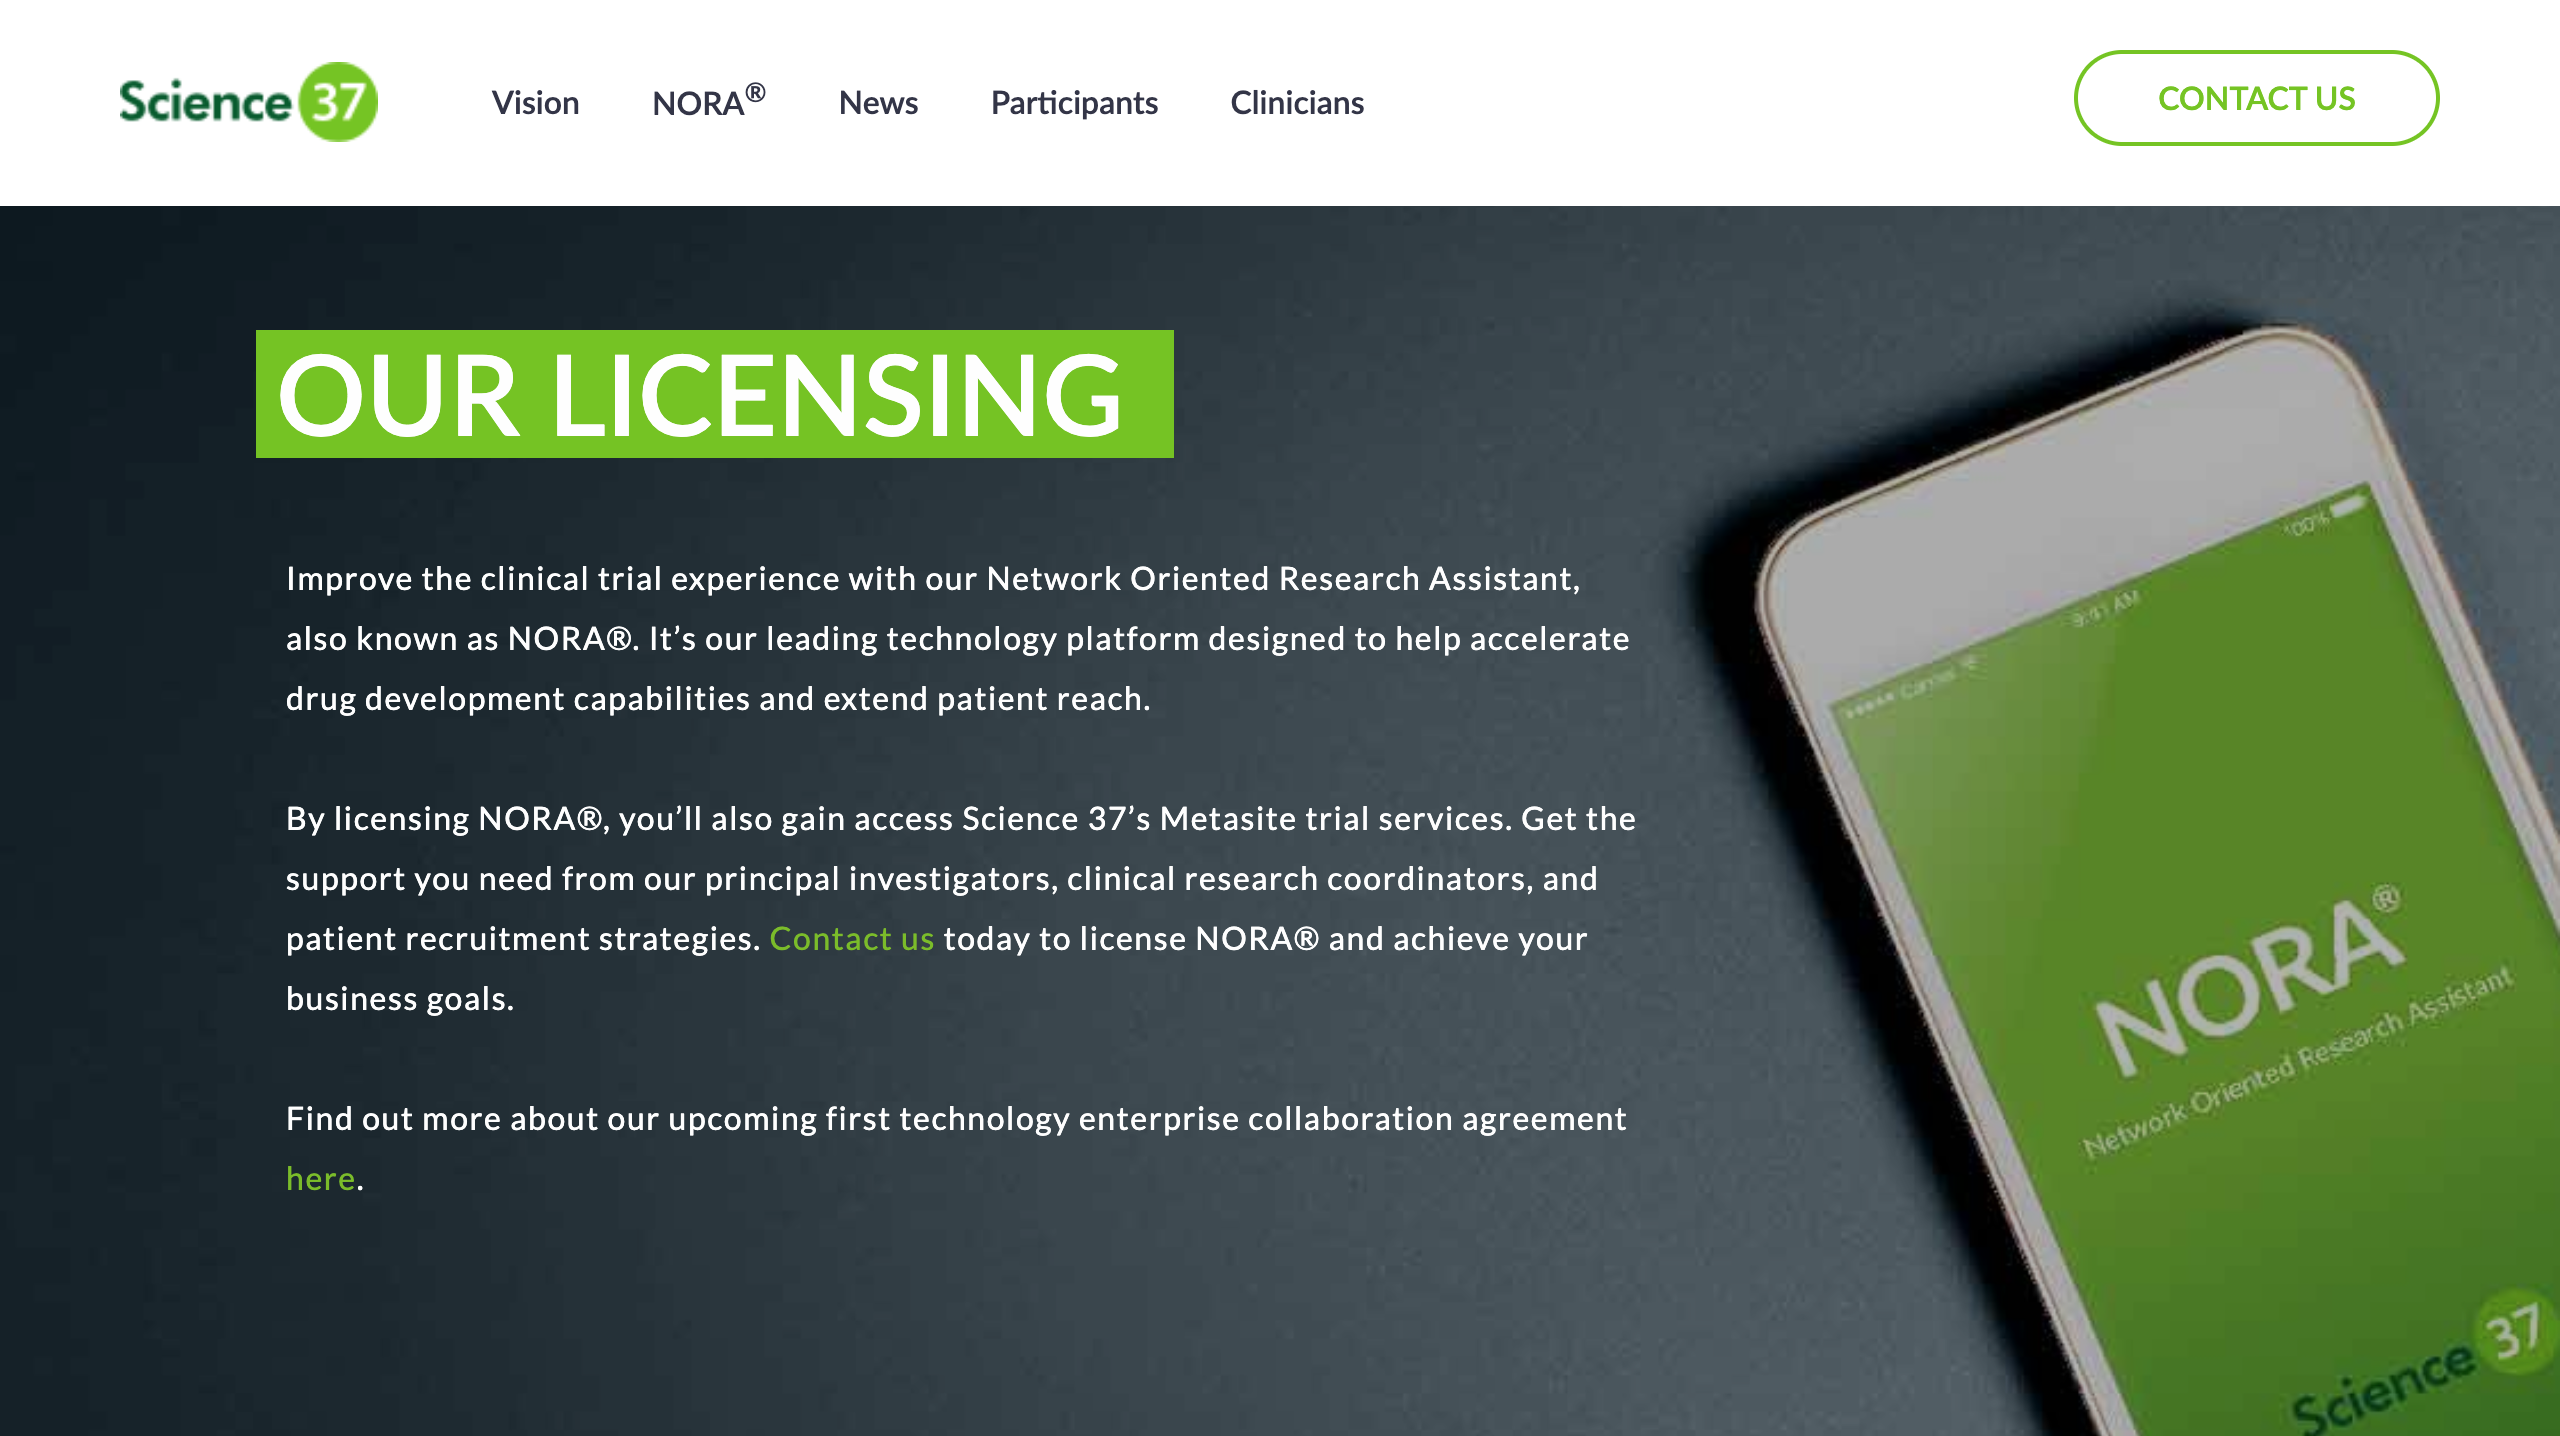 Science 37
Vision NORA® News Participants Clinicians
CONTACT US
OUR LICENSING
Improve the clinical trial experience with our Network Oriented Research Assistant,
also known as NORA®. It’s our leading technology platform designed to help accelerate
drug development capabilities and extend patient reach.
By licensing NORA®, you’ll also gain access Science 37’s Metasite trial services. Get the
support you need from our principal investigators, clinical research coordinators, and
patient recruitment strategies. Contact us today to license NORA® and achieve your
business goals.
Find out more about our upcoming first technology enterprise collaboration agreement
here.
Carrier 9:41 AM 100%
NORA®
Network Oriented Research Assistant
Science 37